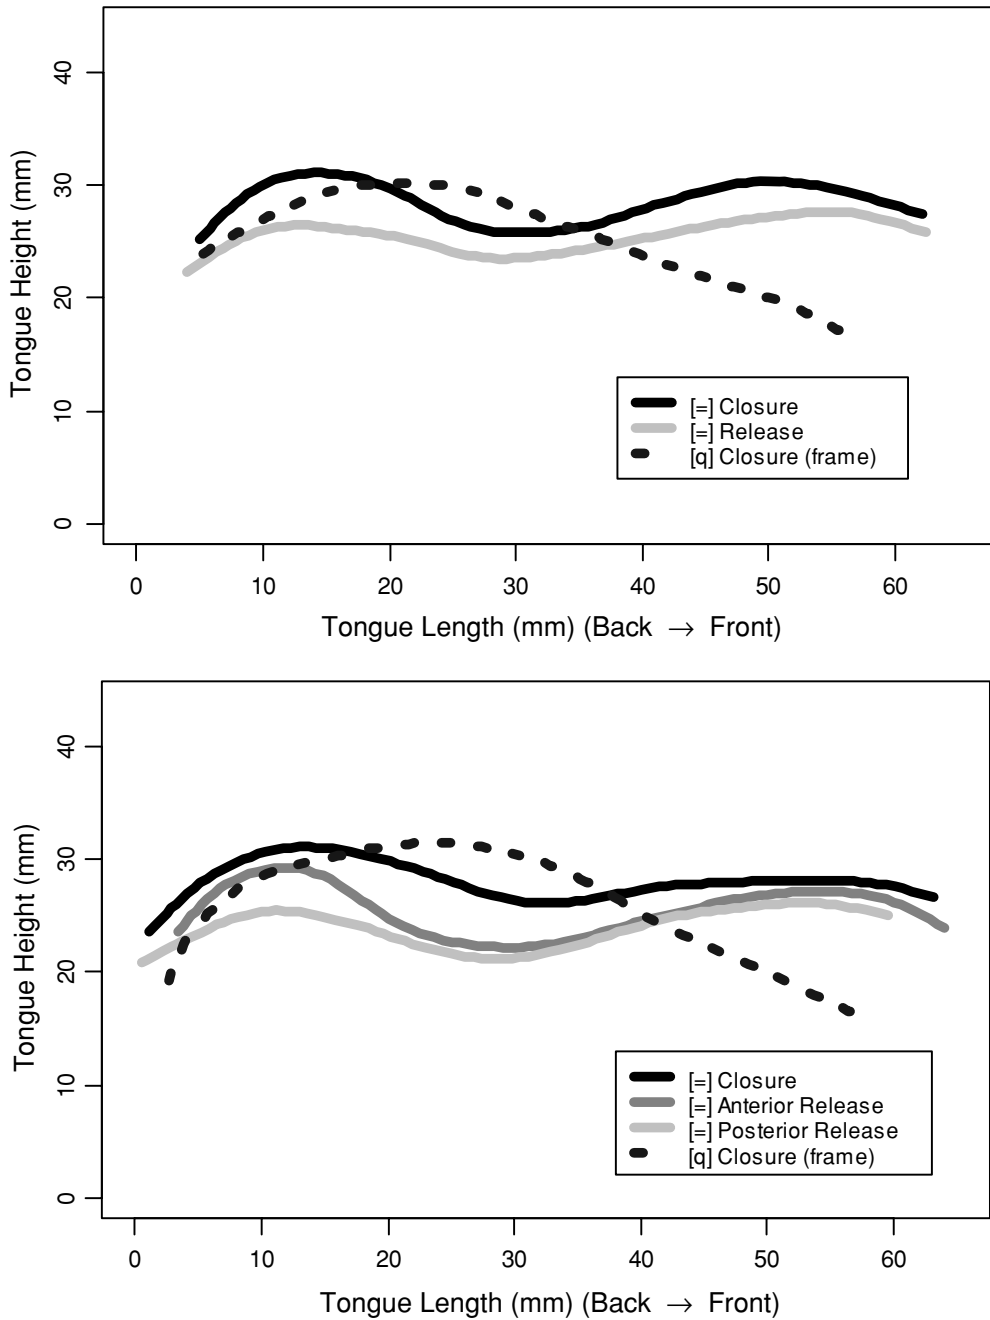 Tongue Height (mm)
40
30
20
10
0
[=] Closure
[=] Release
[q] Closure (frame)
0 10 20 30 40 50 60
Tongue Length (mm) (Back → Front)
Tongue Height (mm)
40
30
20
10
0
[=] Closure
[=] Anterior Release
[=] Posterior Release
[q] Closure (frame)
0 10 20 30 40 50 60
Tongue Length (mm) (Back → Front)